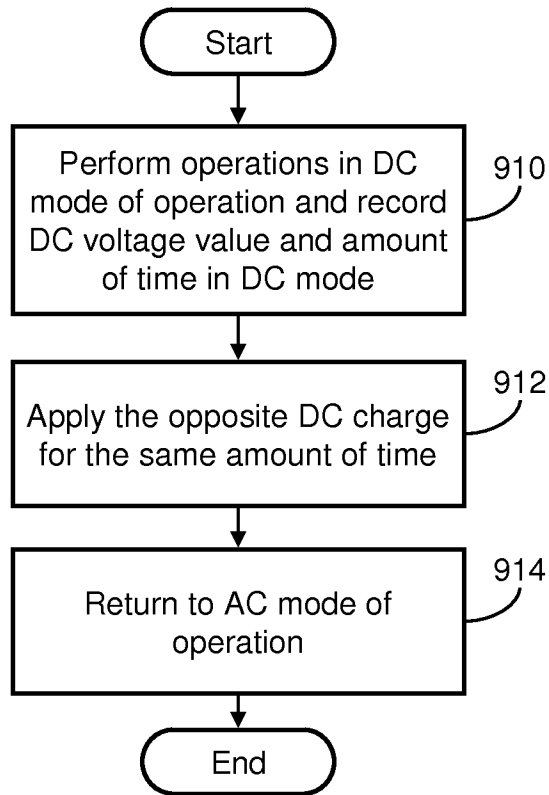 Start
Perform operations in DC
mode of operation and record
DC voltage value and amount
of time in DC mode
910
Apply the opposite DC charge
for the same amount of time
912
Return to AC mode of
operation
914
End